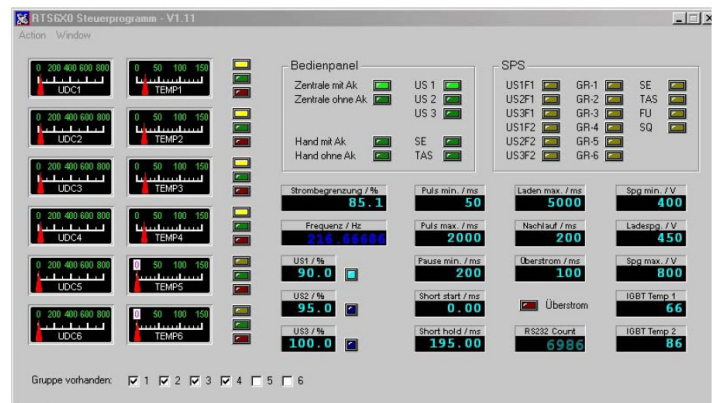 RTS6X0 Steuerprogramm - V1.11
Action Window
0 200 400 600 800
UDC1
0 50 100 150
TEMP1
0 200 400 600 800
UDC2
0 50 100 150
TEMP2
0 200 400 600 800
UDC3
0 50 100 150
TEMP3
0 200 400 600 800
UDC4
0 50 100 150
TEMP4
0 200 400 600 800
UDC5
0 50 100 150
TEMP5
0 200 400 600 800
UDC6
0 50 100 150
TEMP6
Bedienpanel
Zentrale mit Ak US 1
Zentrale ohne Ak US 2
US 3
Hand mit Ak SE
Hand ohne Ak TAS
SPS
US1F1 GR-1 SE
US2F1 GR-2 TAS
US3F1 GR-3 FU
US1F2 GR-4 SQ
US2F2 GR-5
US3F2 GR-6
Strombegrenzung / %
85.1
Puls min. / ms
50
Laden max. / ms
5000
Spg min. / V
400
Frequenz / Hz
216.66686
Puls max. / ms
2000
Nachlauf / ms
200
Ladespg. / V
450
US1 / %
90.0
Pause min. / ms
200
Überstrom / ms
100
Spg max. / V
800
US2 / %
95.0
Short start / ms
0.00
Überstrom
IGBT Temp 1
66
US3 / %
100.0
Short hold / ms
195.00
RS232 Count
6986
IGBT Temp 2
86
Gruppe vorhanden: 1 2 3 4 5 6